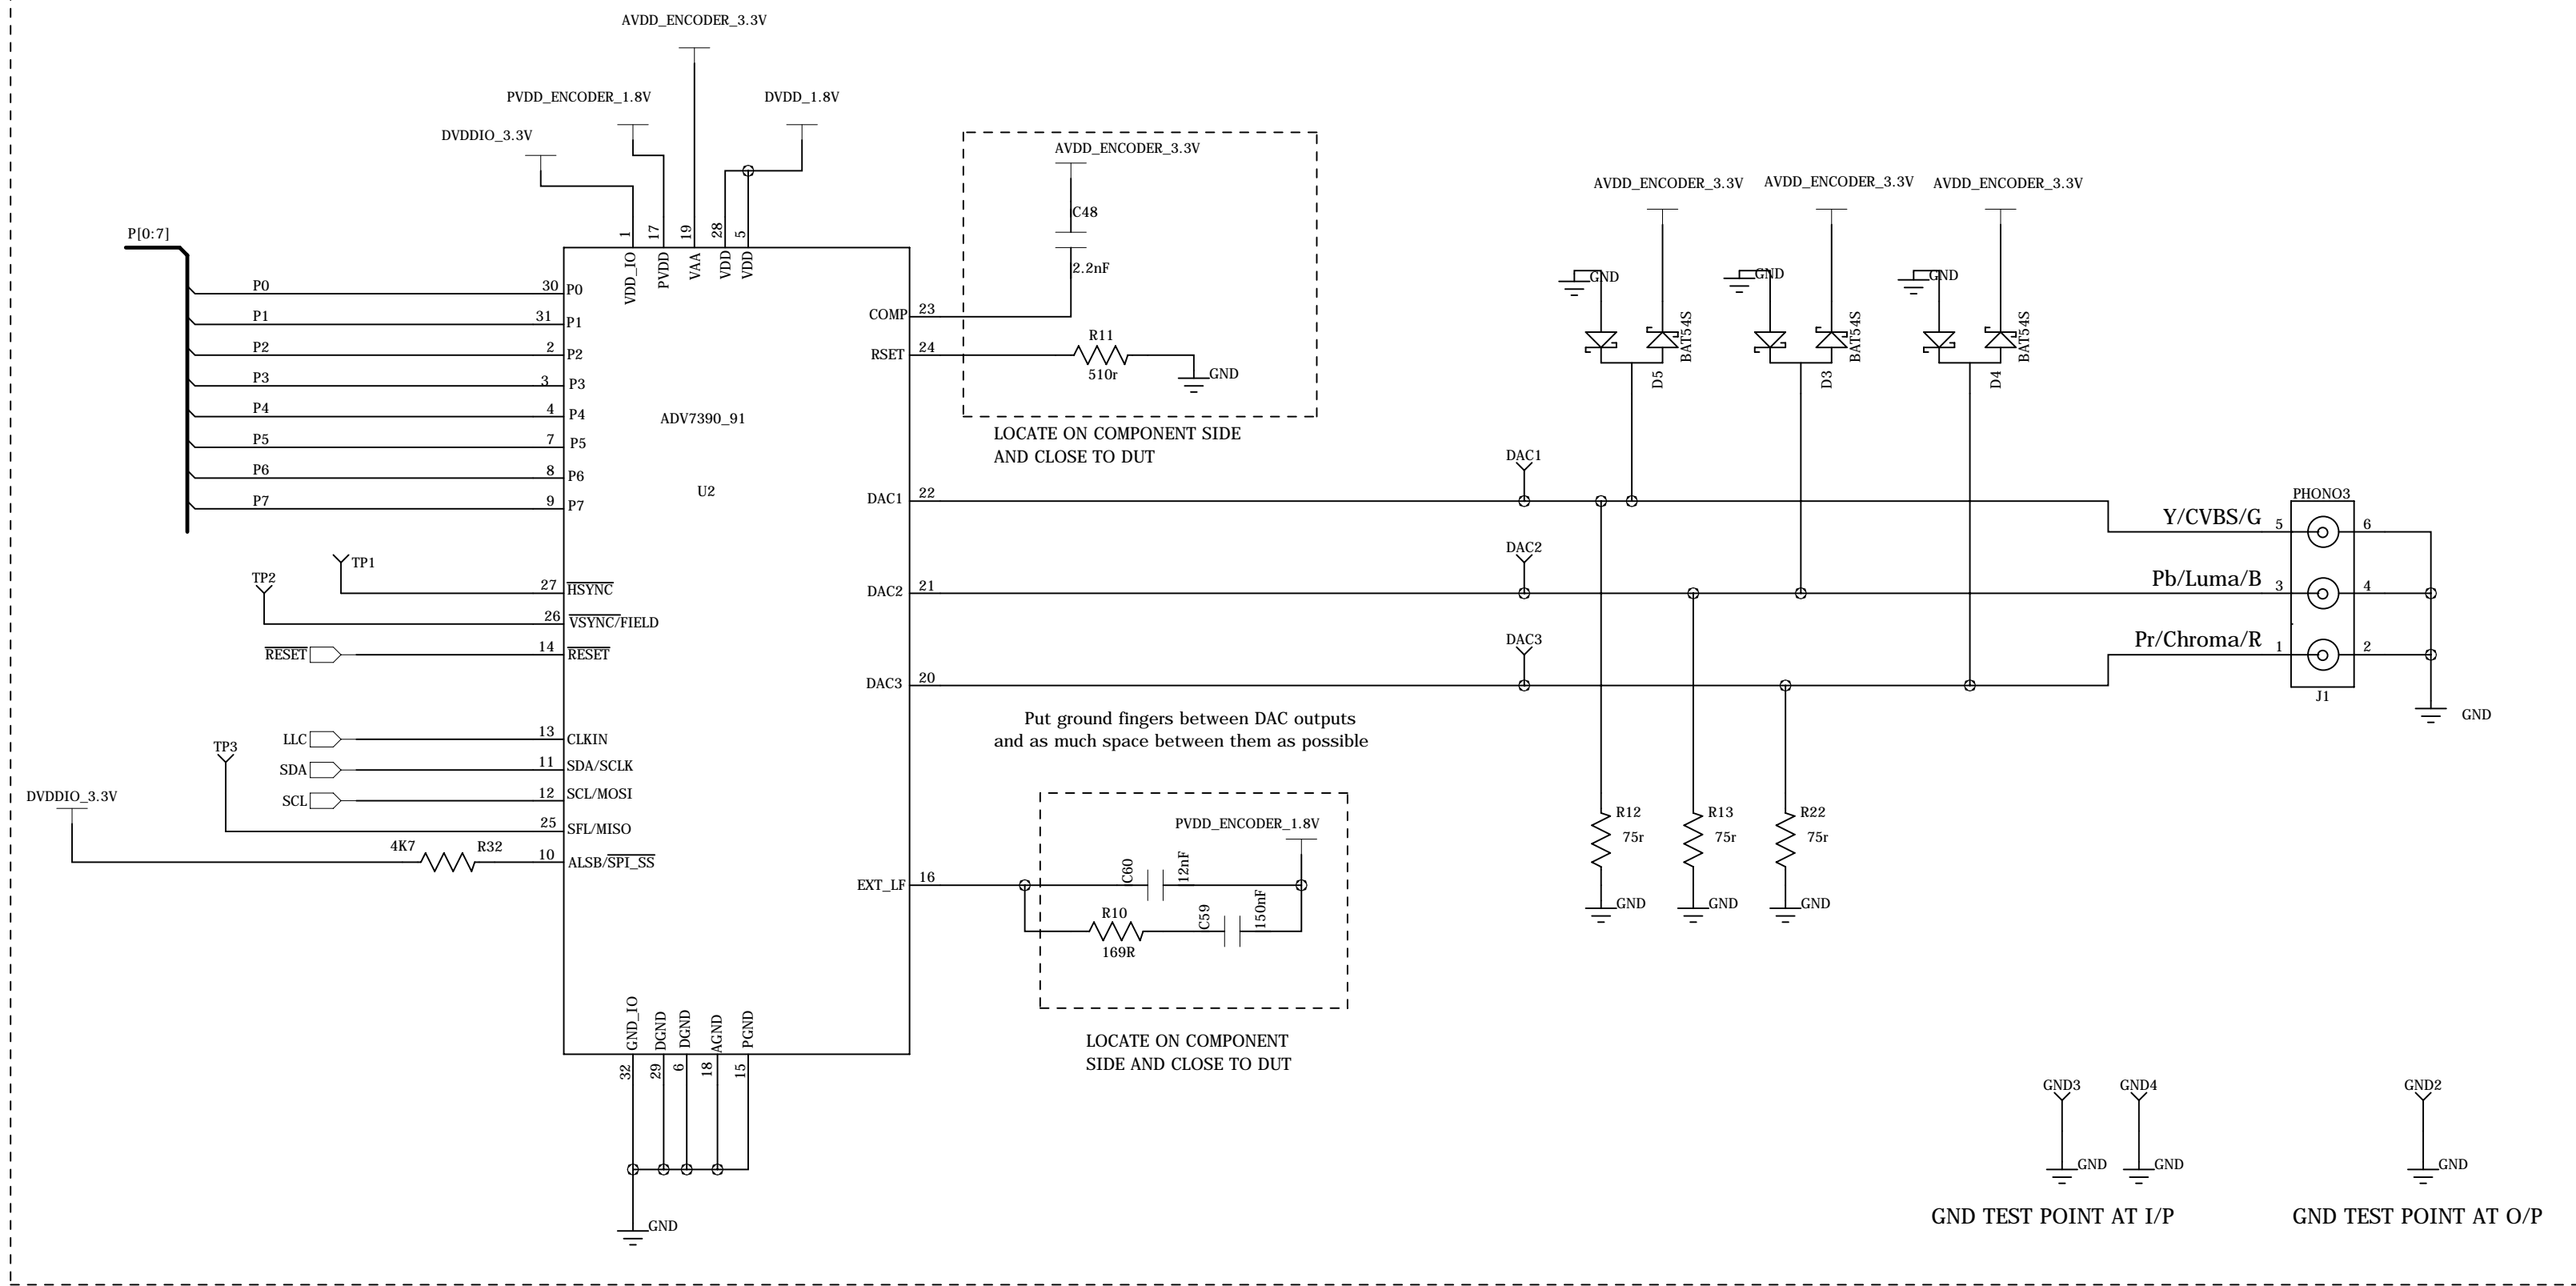 AVDD_ENCODER_3.3V
PVDD_ENCODER_1.8V
DVDD_1.8V
DVDDIO_3.3V
P[0:7]
1
17
19
28
5
VDD_IO
PVDD
VAA
VDD
VDD
P0 30 P0
P1 31 P1
P2 2 P2
P3 3 P3
P4 4 P4
P5 7 P5
P6 8 P6
P7 9 P7
ADV7390_91
U2
TP1
TP2
27 HSYNC
26 VSYNC/FIELD
RESET 14 RESET
LLC 13 CLKIN
TP3
SDA 11 SDA/SCLK
SCL 12 SCL/MOSI
DVDDIO_3.3V
25 SFL/MISO
4K7 R32 10 ALSB/SPI_SS
GND_IO
DGND
DGND
AGND
PGND
32
29
6
18
15
GND
AVDD_ENCODER_3.3V
C48
2.2nF
COMP 23
RSET 24
R11
510r
GND
LOCATE ON COMPONENT SIDE
AND CLOSE TO DUT
DAC1 22
DAC2 21
DAC3 20
Put ground fingers between DAC outputs
and as much space between them as possible
PVDD_ENCODER_1.8V
EXT_LF 16
C60
12nF
R10
169R
C59
150nF
LOCATE ON COMPONENT
SIDE AND CLOSE TO DUT
DAC1
DAC2
DAC3
AVDD_ENCODER_3.3V
AVDD_ENCODER_3.3V
AVDD_ENCODER_3.3V
GND
GND
GND
BAT54S
BAT54S
BAT54S
D5
D3
D4
R12
75r
GND
R13
75r
GND
R22
75r
GND
PHONO3
Y/CVBS/G 5 6
Pb/Luma/B 3 4
Pr/Chroma/R 1 2
J1
GND
GND3
GND
GND4
GND
GND2
GND
GND TEST POINT AT I/P
GND TEST POINT AT O/P